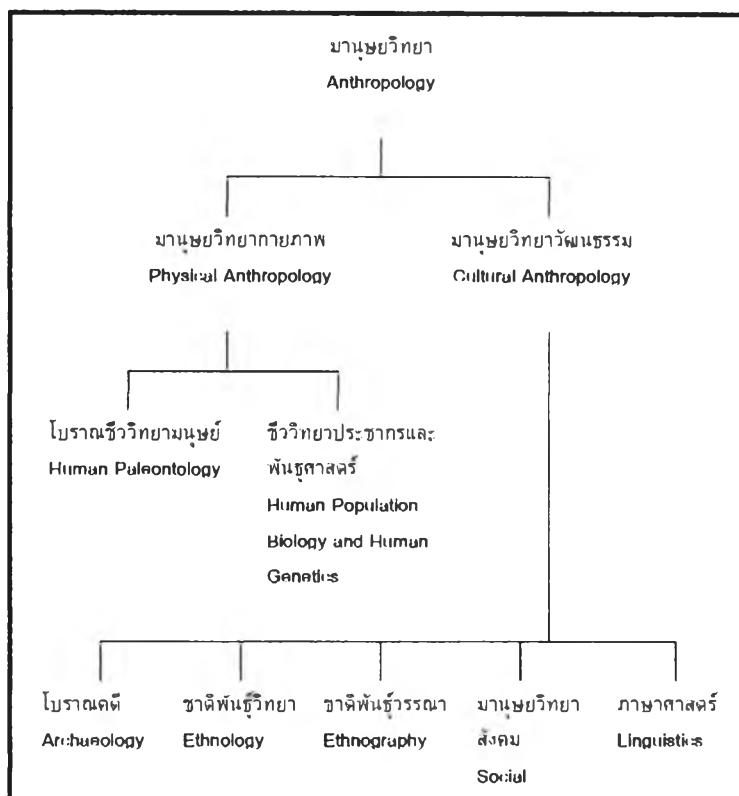 มานุษยวิทยา
Anthropology
มานุษยวิทยากายภาพ
Physical Anthropology
มานุษยวิทยาวัฒนธรรม
Cultural Anthropology
โบราณชีววิทยามนุษย์
Human Paleontology
ชีววิทยาประชากรและ
พันธุศาสตร์
Human Population
Biology and Human
Genetics
โบราณคดี
Archaeology
ชาติพันธุ์วิทยา
Ethnology
ชาติพันธุ์วรรณา
Ethnography
มานุษยวิทยา
สังคม
Social
ภาษาศาสตร์
Linguistics